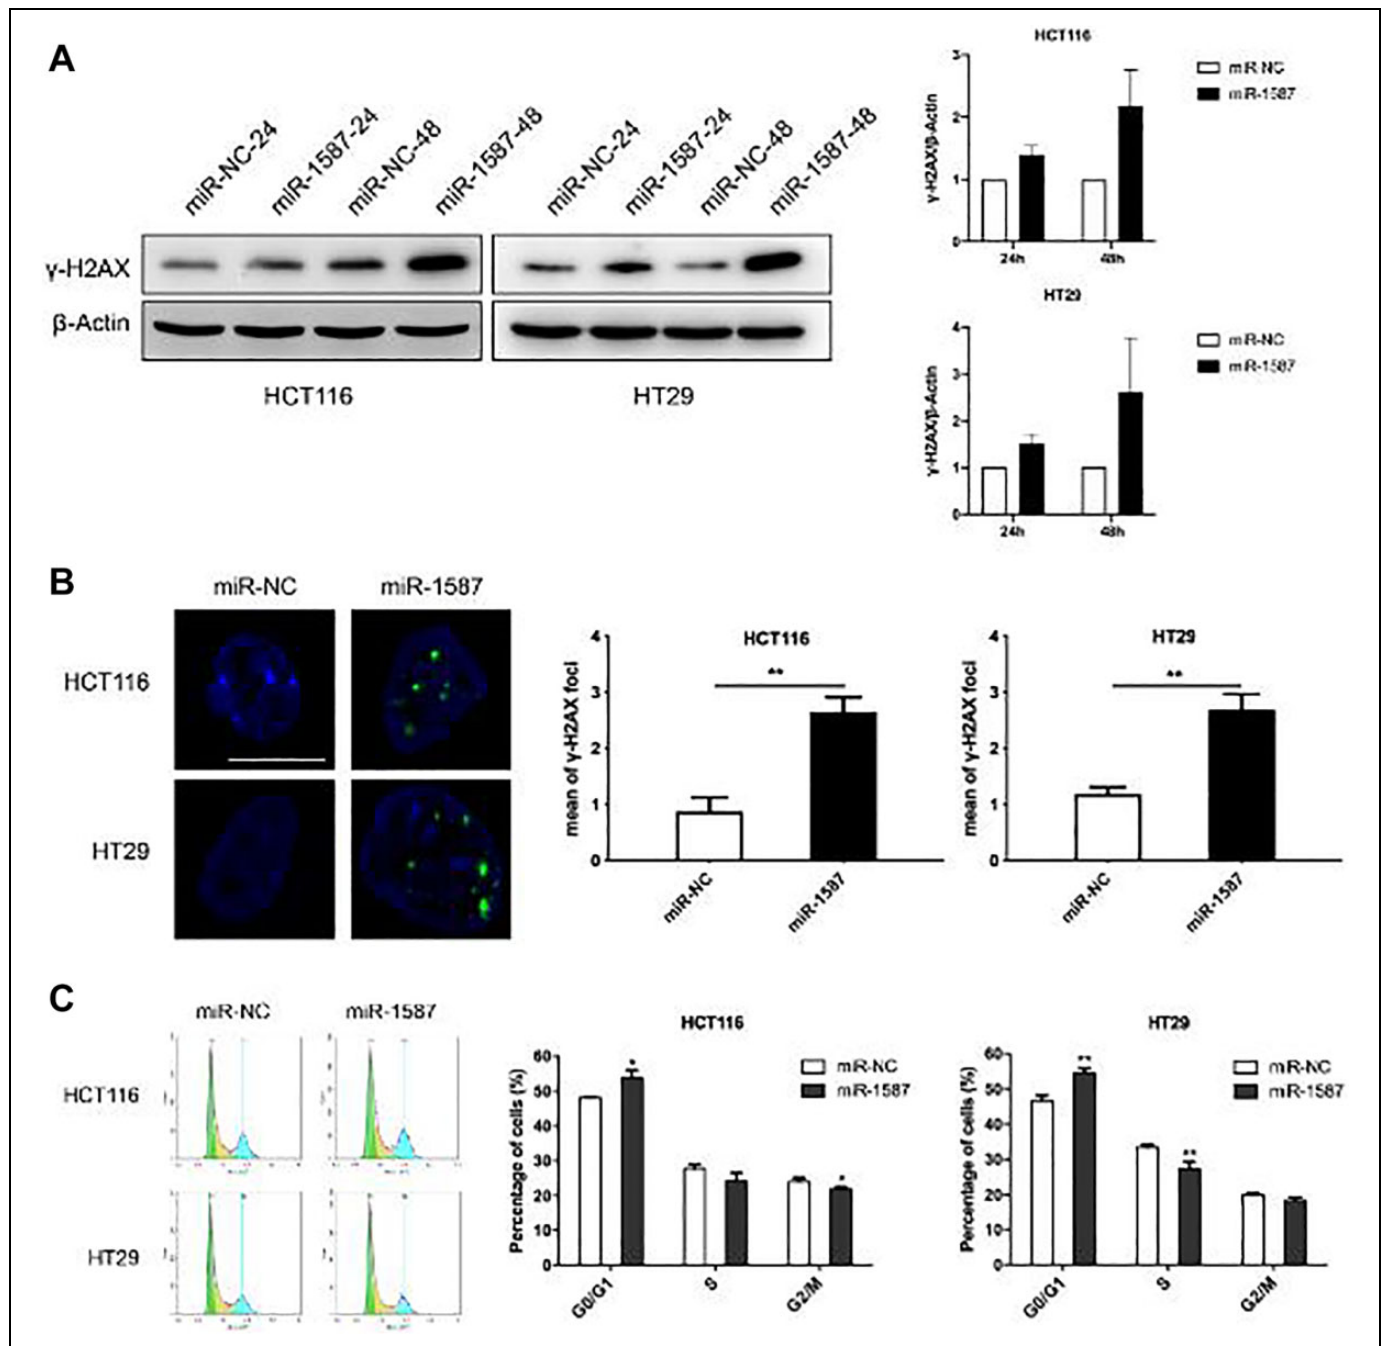 A
miR-NC-24
miR-1587-24
miR-NC-48
miR-1587-48
miR-NC-24
miR-1587-24
miR-NC-48
miR-1587-48
γ-H2AX
β-Actin
HCT116
HT29
HCT116
γ-H2AX/β-Actin
3
2
1
0
24h
48h
miR-NC
miR-1587
HT29
γ-H2AX/β-Actin
4
3
2
1
0
24h
48h
miR-NC
miR-1587
B
miR-NC
miR-1587
HCT116
HT29
HCT116
mean of γ-H2AX foci
4
3
2
1
0
**
miR-NC
miR-1587
HT29
mean of γ-H2AX foci
4
3
2
1
0
**
miR-NC
miR-1587
C
miR-NC
miR-1587
HCT116
HT29
HCT116
Percentage of cells (%)
60
50
40
30
20
10
0
*
*
G0/G1
S
G2/M
miR-NC
miR-1587
HT29
Percentage of cells (%)
60
50
40
30
20
10
0
**
**
G0/G1
S
G2/M
miR-NC
miR-1587